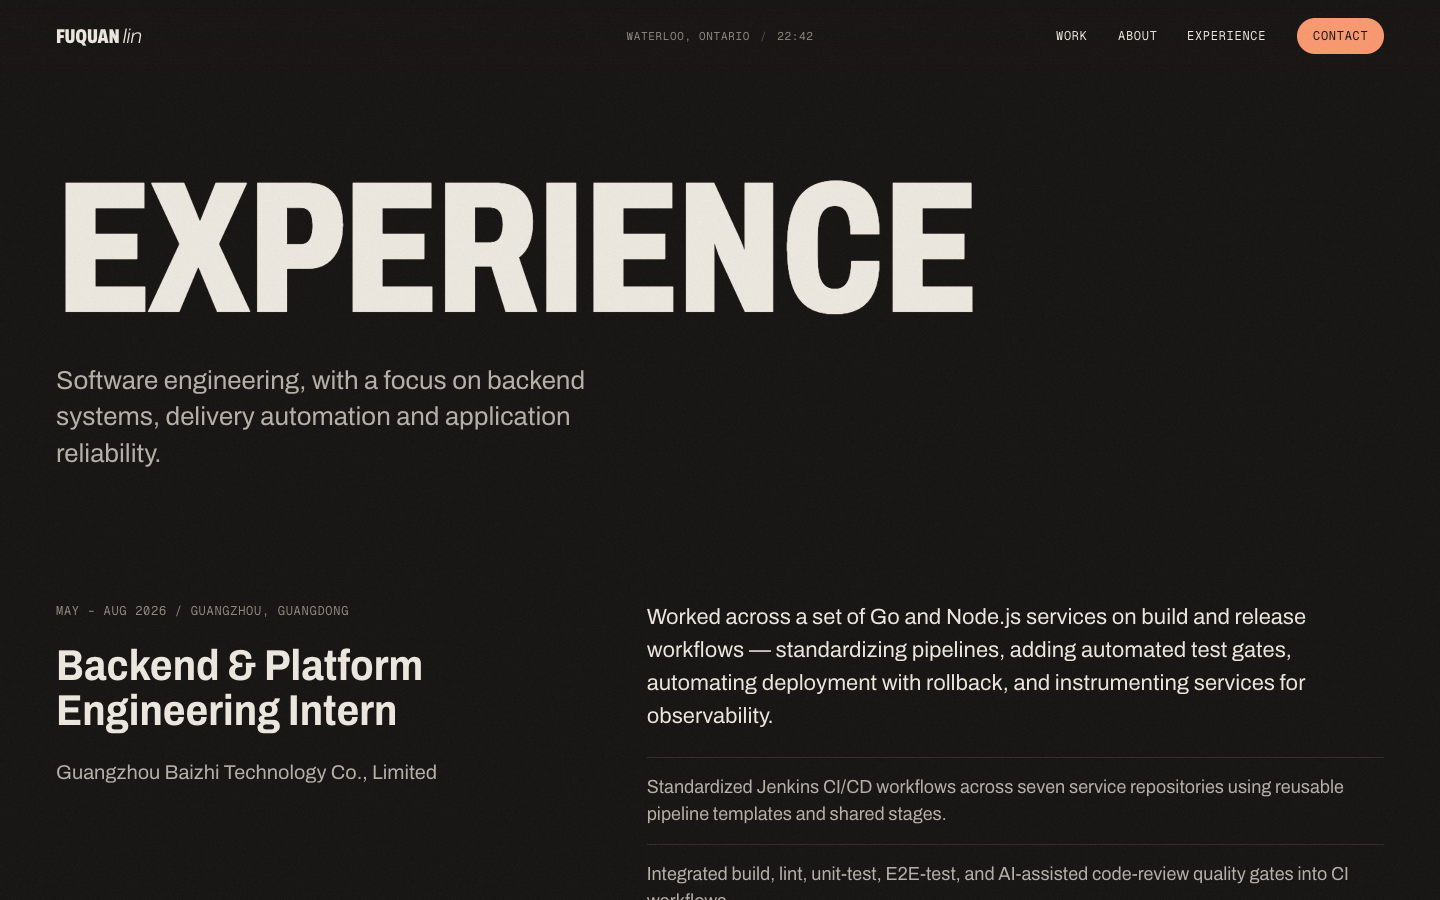 FUQUAN lin
WATERLOO, ONTARIO / 22:42
WORK
ABOUT
EXPERIENCE
CONTACT
EXPERIENCE
Software engineering, with a focus on backend
systems, delivery automation and application
reliability.
MAY – AUG 2026 / GUANGZHOU, GUANGDONG
Backend & Platform
Engineering Intern
Guangzhou Baizhi Technology Co., Limited
Worked across a set of Go and Node.js services on build and release
workflows — standardizing pipelines, adding automated test gates,
automating deployment with rollback, and instrumenting services for
observability.
Standardized Jenkins CI/CD workflows across seven service repositories using reusable
pipeline templates and shared stages.
Integrated build, lint, unit-test, E2E-test, and AI-assisted code-review quality gates into CI
workflows.